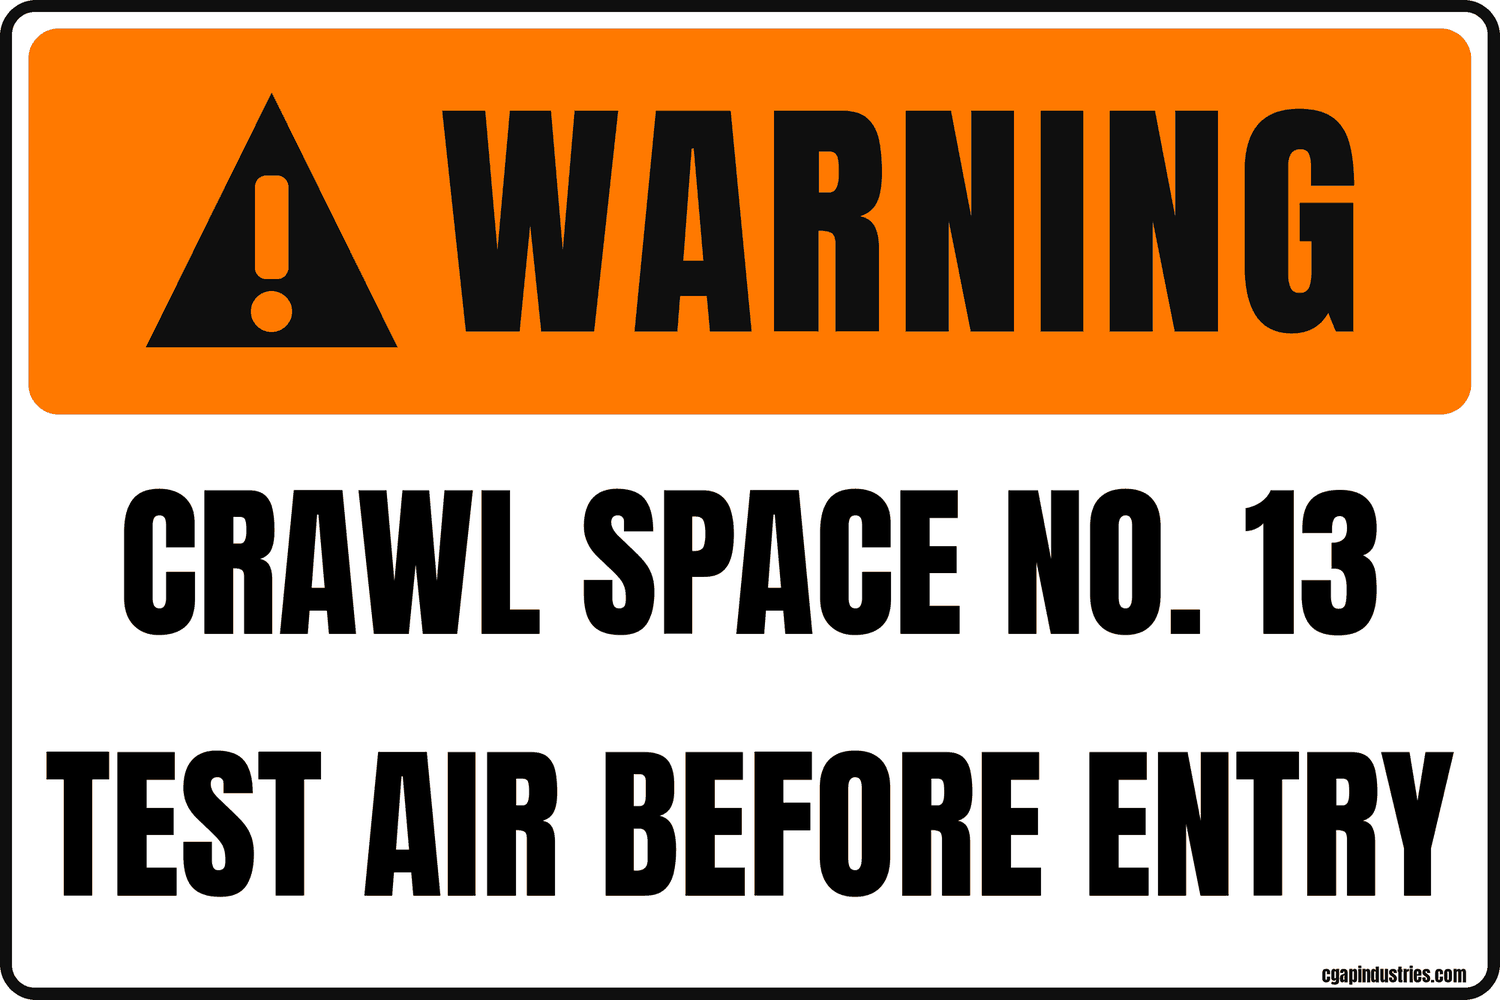 WARNING
CRAWL SPACE NO. 13
TEST AIR BEFORE ENTRY
cgapindustries.com